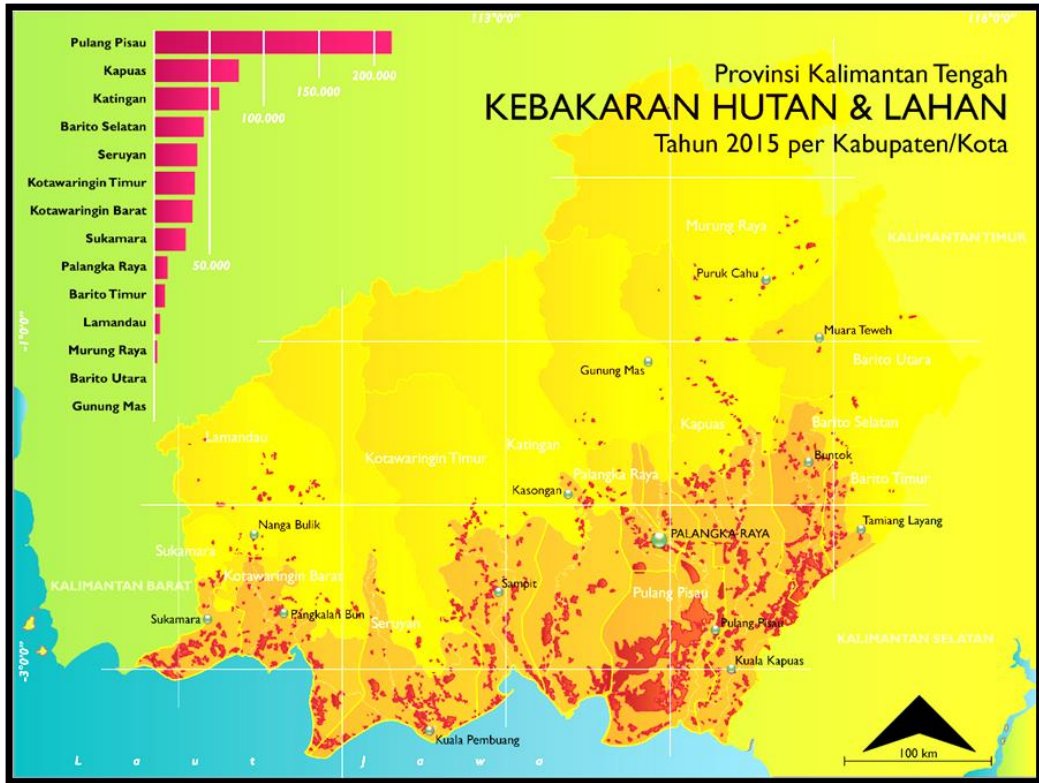 113°0'0"
116°0'0"
Provinsi Kalimantan Tengah
KEBAKARAN HUTAN & LAHAN
Tahun 2015 per Kabupaten/Kota
Pulang Pisau
Kapuas
Katingan
Barito Selatan
Seruyan
Kotawaringin Timur
Kotawaringin Barat
Sukamara
Palangka Raya
Barito Timur
Lamandau
Murung Raya
Barito Utara
Gunung Mas
200.000
150.000
100.000
50.000
-1°0'0"
-3°0'0"
Murung Raya
KALIMANTAN TIMUR
Puruk Cahu
Muara Teweh
Barito Utara
Gunung Mas
Kapuas
Barito Selatan
Lamandau
Katingan
Kotawaringin Timur
Buntok
Palangka Raya
Barito Timur
Kasongan
Nanga Bulik
Tamiang Layang
PALANGKA-RAYA
Sukamara
Kotawaringin Barat
KALIMANTAN BARAT
Sampit
Pulang Pisau
Sukamara
Pangkalan Bun
Seruyan
Pulang Pisau
KALIMANTAN SELATAN
Kuala Kapuas
Kuala Pembuang
Laut Jawa
100 km